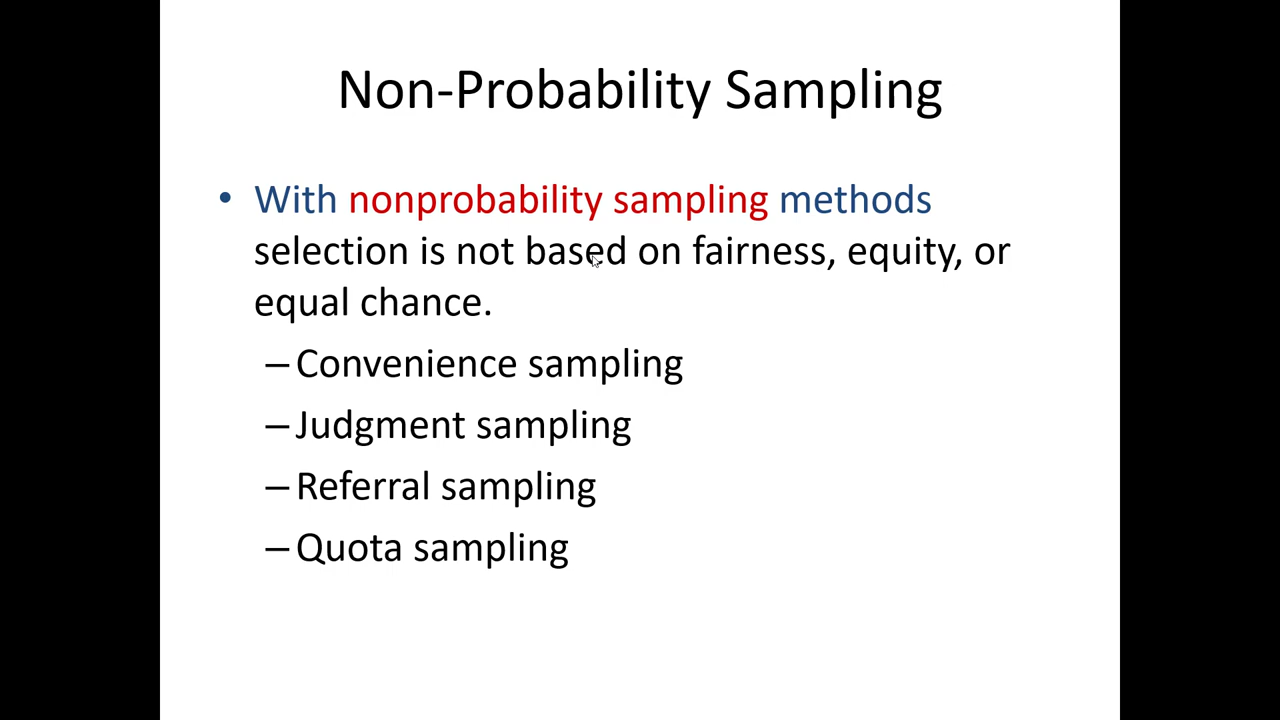 Non-Probability Sampling
• With nonprobability sampling methods
selection is not based on fairness, equity, or
equal chance.
– Convenience sampling
– Judgment sampling
– Referral sampling
– Quota sampling